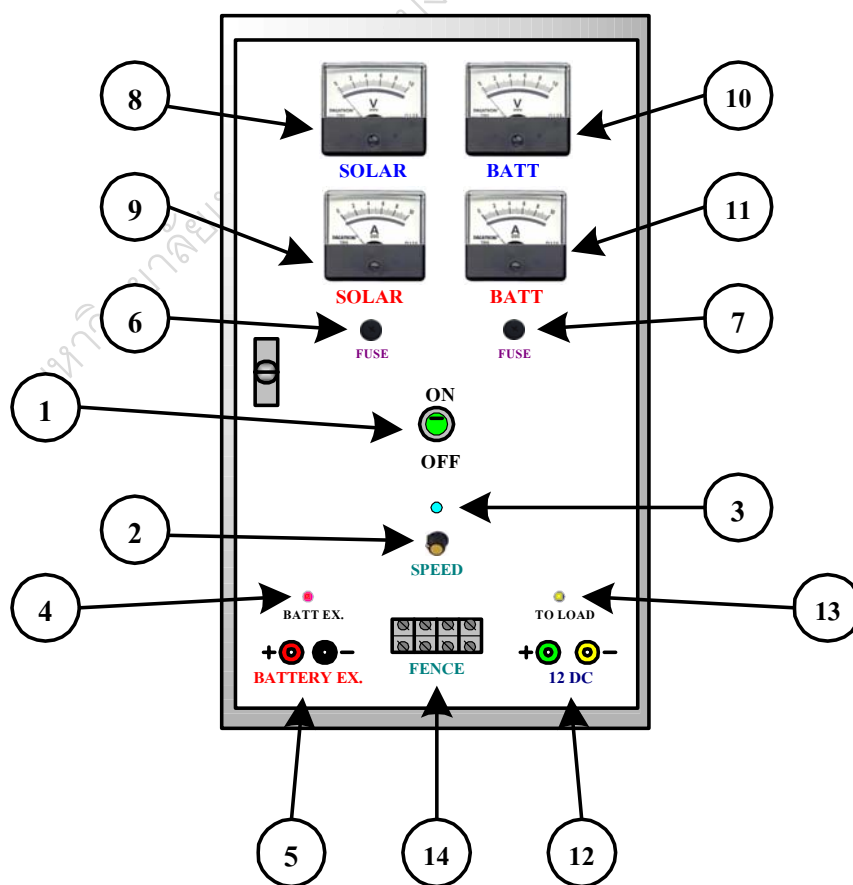 8
10
V
V
SOLAR
BATT
9
11
A
A
SOLAR
BATT
6
7
FUSE
FUSE
1
ON
OFF
2
3
SPEED
4
13
BATT EX.
TO LOAD
+ −
+ −
BATTERY EX.
FENCE
12 DC
5
14
12